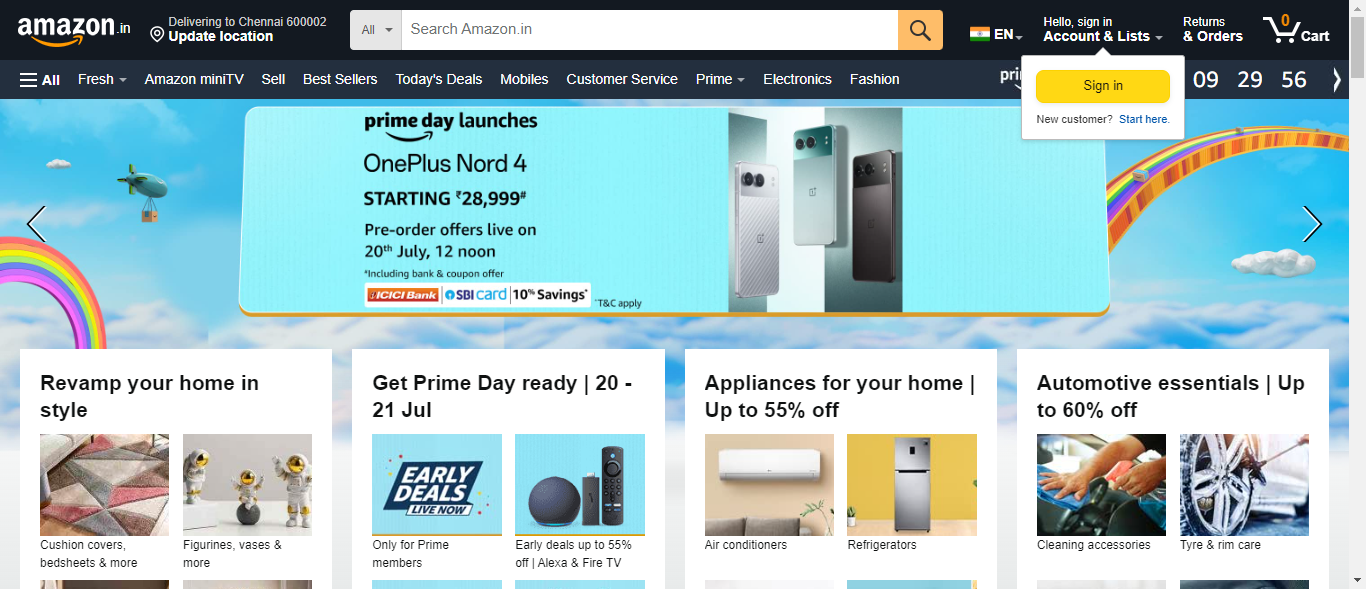 amazon.in
Delivering to Chennai 600002
Update location
All
Search Amazon.in
EN
Hello, sign in
Account & Lists
Returns
& Orders
0
Cart
All
Fresh
Amazon miniTV
Sell
Best Sellers
Today's Deals
Mobiles
Customer Service
Prime
Electronics
Fashion
09 29 56
Sign in
New customer? Start here.
prime day launches
OnePlus Nord 4
STARTING ₹28,999#
Pre-order offers live on
20th July, 12 noon
#Including bank & coupon offer
ICICI Bank SBI card 10% Savings*
*T&C apply
Revamp your home in
style
Cushion covers,
bedsheets & more
Figurines, vases &
more
Get Prime Day ready | 20 -
21 Jul
EARLY
DEALS
LIVE NOW
Only for Prime
members
Early deals up to 55%
off | Alexa & Fire TV
Appliances for your home |
Up to 55% off
Air conditioners
Refrigerators
Automotive essentials | Up
to 60% off
Cleaning accessories
Tyre & rim care